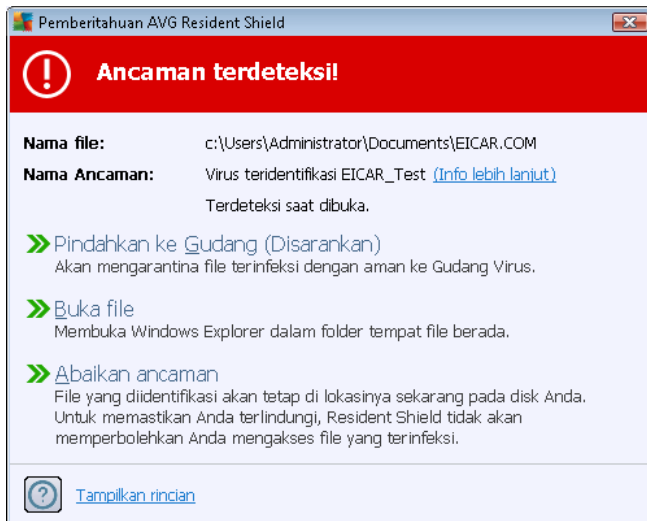 Pemberitahuan AVG Resident Shield
Ancaman terdeteksi!
Nama file: c:\Users\Administrator\Documents\EICAR.COM
Nama Ancaman: Virus teridentifikasi EICAR_Test (Info lebih lanjut)
Terdeteksi saat dibuka.
Pindahkan ke Gudang (Disarankan)
Akan mengarantina file terinfeksi dengan aman ke Gudang Virus.
Buka file
Membuka Windows Explorer dalam folder tempat file berada.
Abaikan ancaman
File yang diidentifikasi akan tetap di lokasinya sekarang pada disk Anda.
Untuk memastikan Anda terlindungi, Resident Shield tidak akan
memperbolehkan Anda mengakses file yang terinfeksi.
Tampilkan rincian